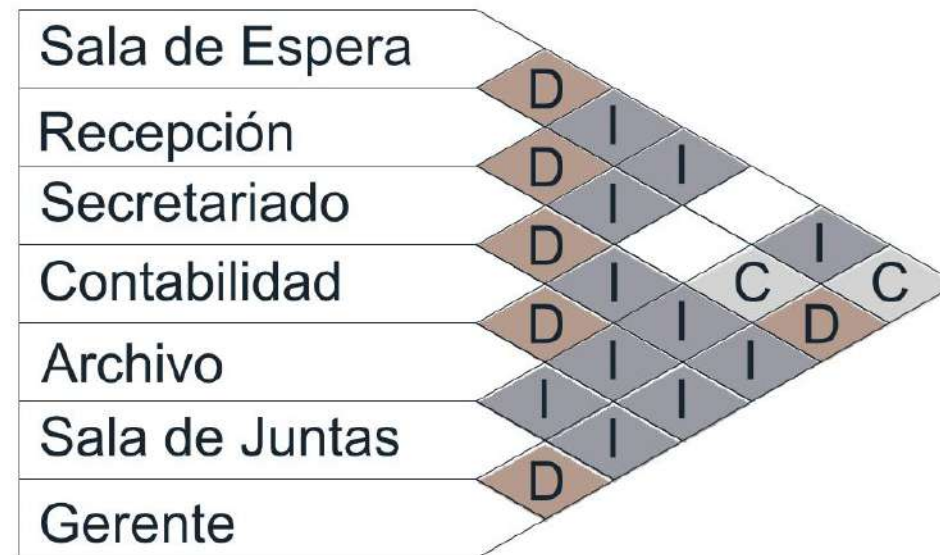 Sala de Espera
D
Recepción I
D I
Secretariado I
D I
Contabilidad I C C
D I D
Archivo I I
I I
Sala de Juntas I
D
Gerente